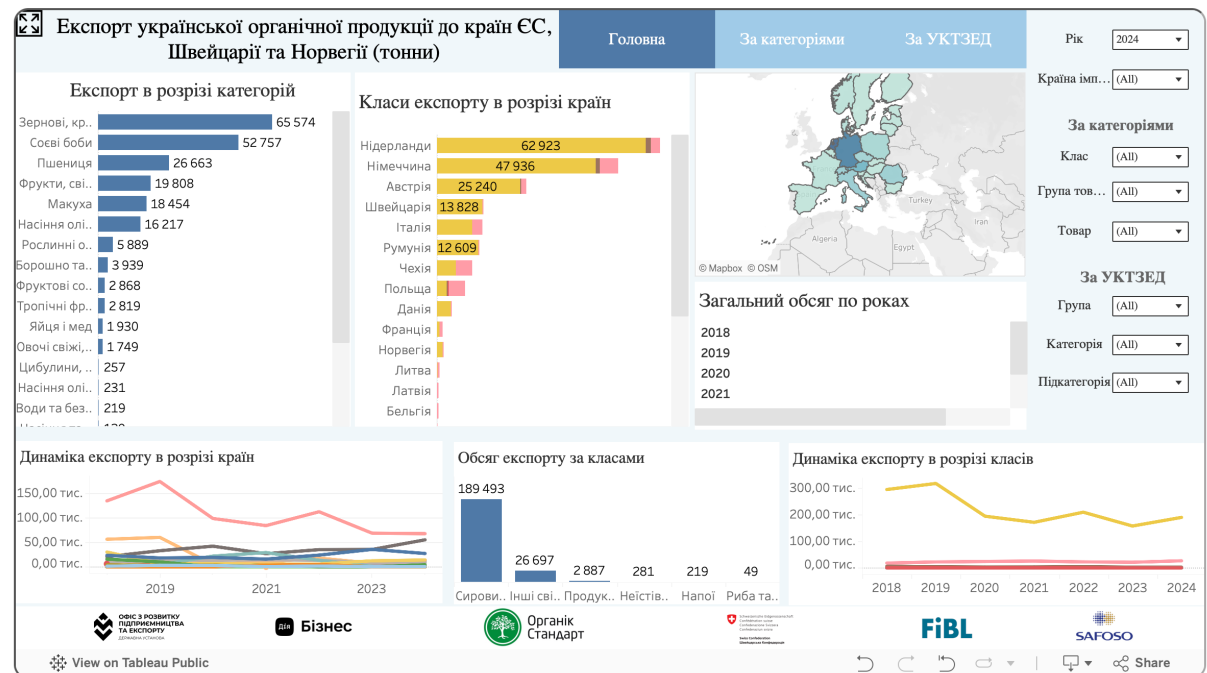 Експорт української органічної продукції до країн ЄС,
Швейцарії та Норвегії (тонни)
Головна
За категоріями
За УКТЗЕД
Рік
2024
Країна імп...
(All)
За категоріями
Клас
(All)
Група тов...
(All)
Товар
(All)
За УКТЗЕД
Група
(All)
Категорія
(All)
Підкатегорія
(All)
Експорт в розрізі категорій
Зернові, кр..
65 574
Соєві боби
52 757
Пшениця
26 663
Фрукти, сві..
19 808
Макуха
18 454
Насіння олі..
16 217
Рослинні о..
5 889
Борошно та..
3 939
Фруктові со..
2 868
Тропічні фр..
2 819
Яйця і мед
1 930
Овочі свіжі,..
1 749
Цибулини, ..
257
Насіння олі..
231
Води та без..
219
Класи експорту в розрізі країн
Нідерланди
62 923
Німеччина
47 936
Австрія
25 240
Швейцарія
13 828
Італія
Румунія
12 609
Чехія
Польща
Данія
Франція
Норвегія
Литва
Латвія
Бельгія
Turkey
Iran
Algeria
Egypt
© Mapbox © OSM
Загальний обсяг по роках
2018
2019
2020
2021
Динаміка експорту в розрізі країн
150,00 тис.
100,00 тис.
50,00 тис.
0,00 тис.
2019
2021
2023
Обсяг експорту за класами
189 493
26 697
2 887
281
219
49
Сирови..
Інші сві..
Продук..
Неїстів..
Напої
Риба та..
Динаміка експорту в розрізі класів
300,00 тис.
200,00 тис.
100,00 тис.
0,00 тис.
2018
2019
2020
2021
2022
2023
2024
ОФІС З РОЗВИТКУ
ПІДПРИЄМНИЦТВА
ТА ЕКСПОРТУ
ДЕРЖАВНА УСТАНОВА
Дія
Бізнес
Органік
Стандарт
Schweizerische Eidgenossenschaft
Confédération suisse
Confederazione Svizzera
Confederaziun svizra
FiBL
SAFOSO
View on Tableau Public
Share